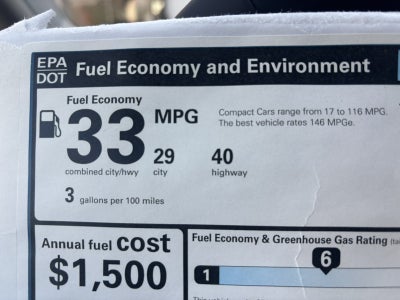 EPA
DOT
Fuel Economy and Environment
Fuel Economy
33 MPG
Compact Cars range from 17 to 116 MPG.
The best vehicle rates 146 MPGe.
29 40
combined city/hwy city highway
3 gallons per 100 miles
Annual fuel COST
$1,500
Fuel Economy & Greenhouse Gas Rating
6
1